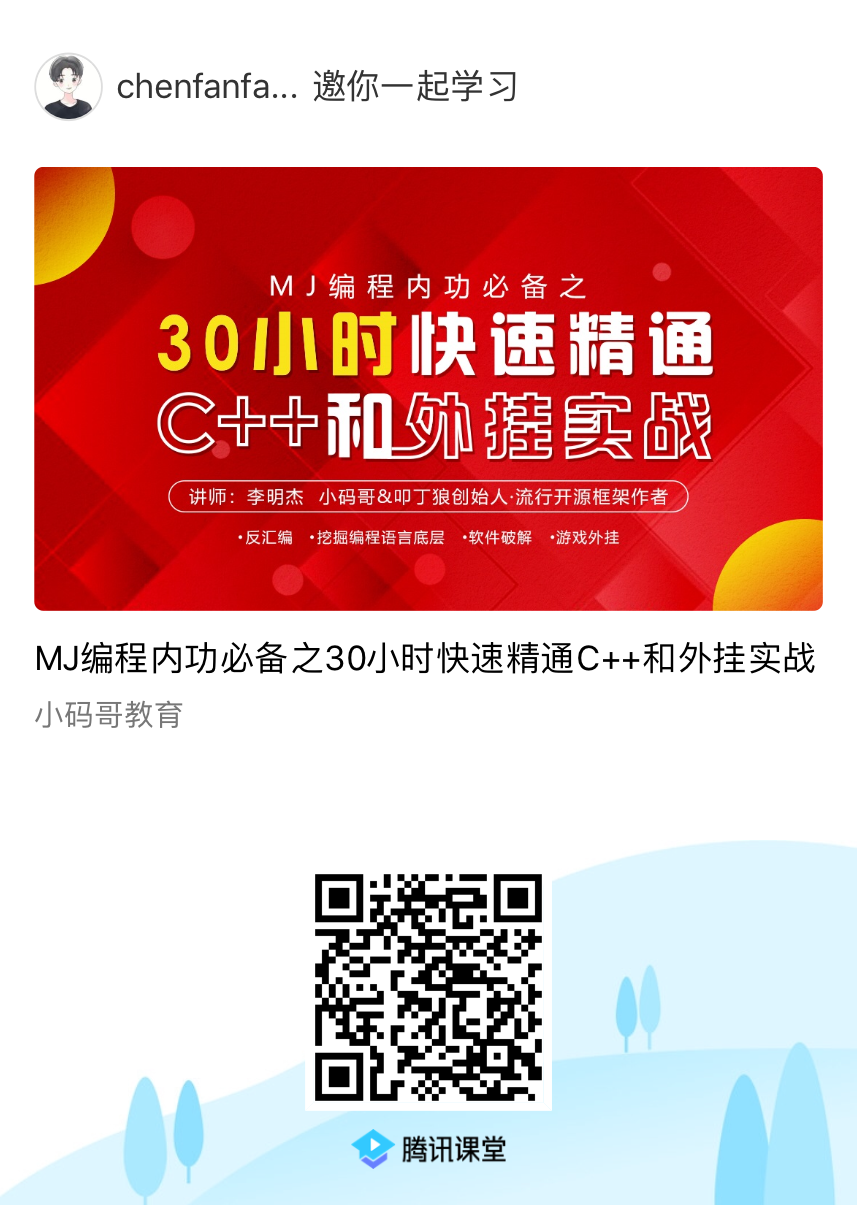 chenfanfa... 邀你一起学习
MJ编程内功必备之
30小时快速精通
C++和外挂实战
讲师：李明杰 小码哥&叩丁狼创始人·流行开源框架作者
·反汇编 ·挖掘编程语言底层 ·软件破解 ·游戏外挂
MJ编程内功必备之30小时快速精通C++和外挂实战
小码哥教育
腾讯课堂